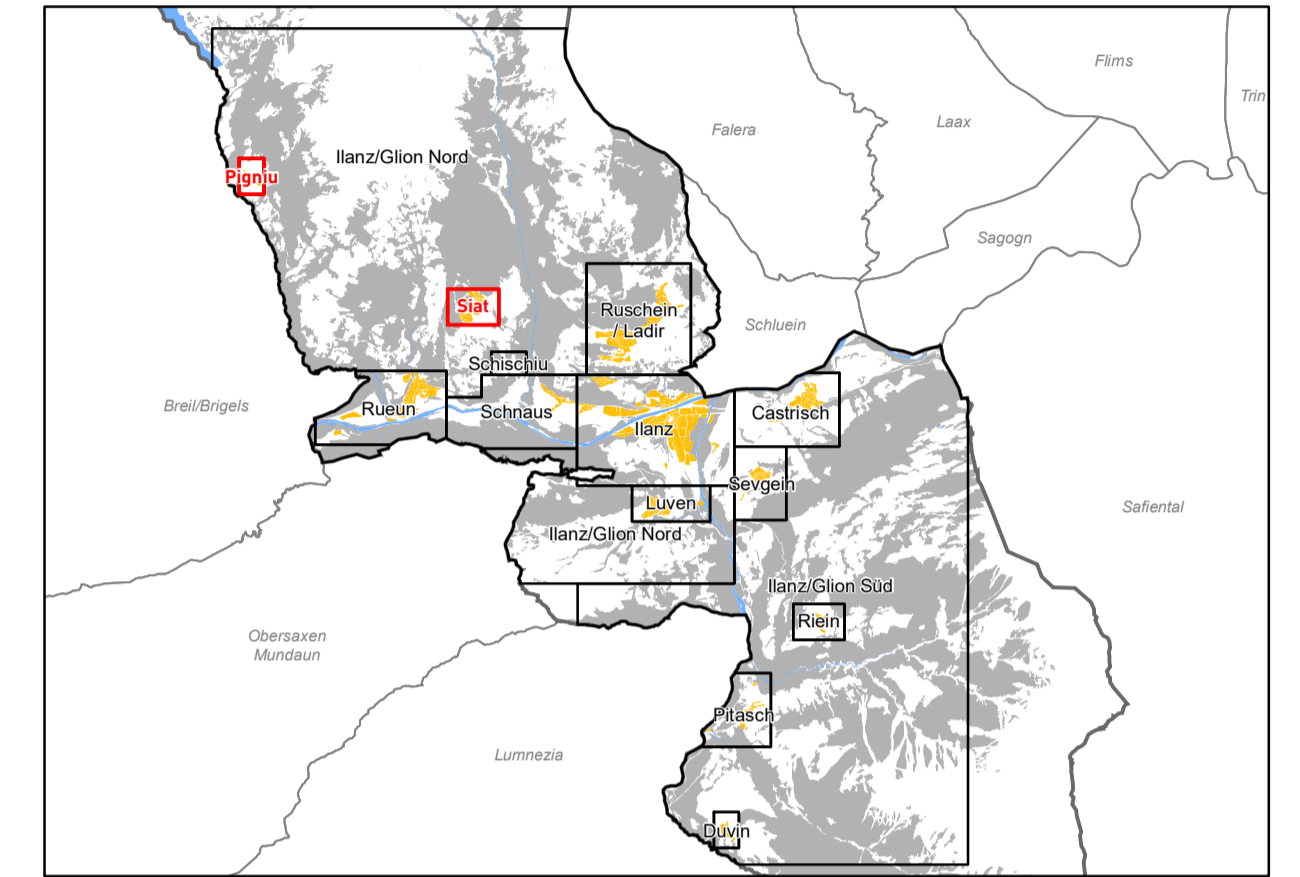 Flims
Trin
Laax
Falera
Ilanz/Glion Nord
Pigniu
Sagogn
Siat
Ruschein
/ Ladir
Schluein
Schischiu
Breil/Brigels
Rueun
Schnaus
Ilanz
Castrisch
Sevgein
Luven
Safiental
Ilanz/Glion Nord
Ilanz/Glion Süd
Riein
Obersaxen
Mundaun
Pitasch
Lumnezia
Duvin